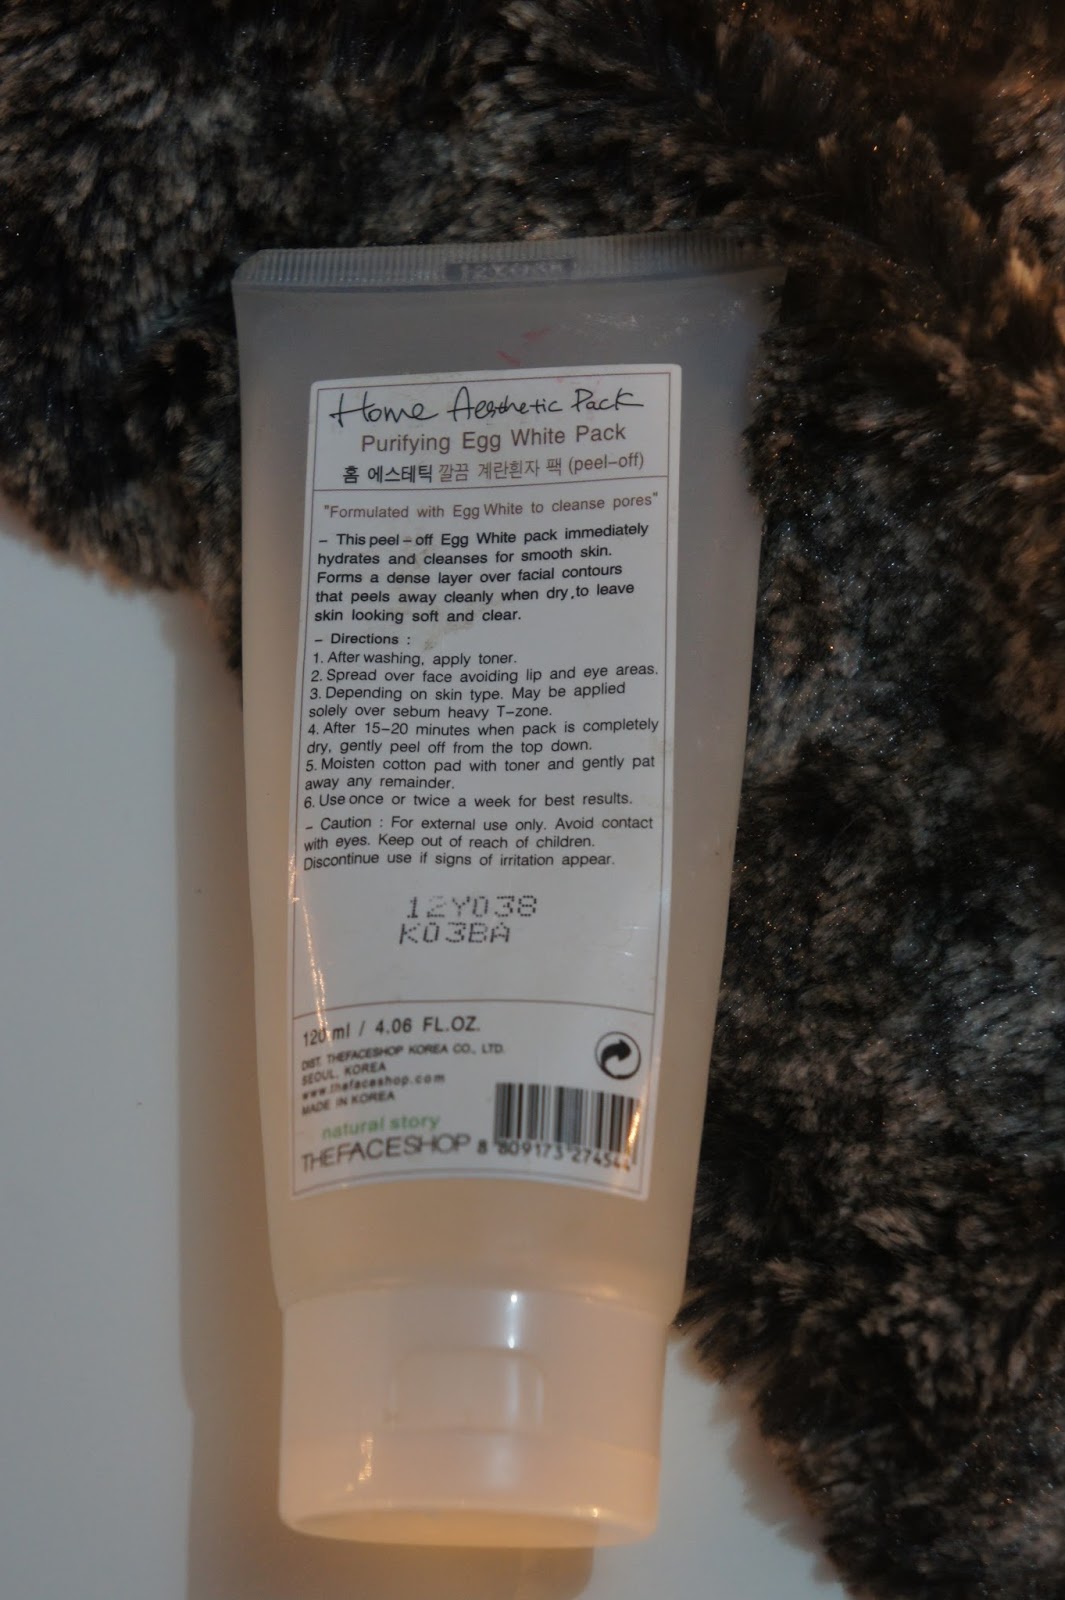 Home Aesthetic Pack
Purifying Egg White Pack
홈 에스테틱 깔끔 계란흰자 팩 (peel-off)
"Formulated with Egg White to cleanse pores"
- This peel-off Egg White pack immediately
hydrates and cleanses for smooth skin.
Forms a dense layer over facial contours
that peels away cleanly when dry,to leave
skin looking soft and clear.
- Directions :
1. After washing, apply toner.
2. Spread over face avoiding lip and eye areas.
3. Depending on skin type. May be applied
solely over sebum heavy T-zone.
4. After 15-20 minutes when pack is completely
dry, gently peel off from the top down.
5. Moisten cotton pad with toner and gently pat
away any remainder.
6. Use once or twice a week for best results.
- Caution : For external use only. Avoid contact
with eyes. Keep out of reach of children.
Discontinue use if signs of irritation appear.
12Y038
K03BA
120 ml / 4.06 FL.OZ.
DIST. THEFACESHOP KOREA CO., LTD.
SEOUL, KOREA
www.thefaceshop.com
MADE IN KOREA
natural story
THEFACESHOP
8 809173 274544